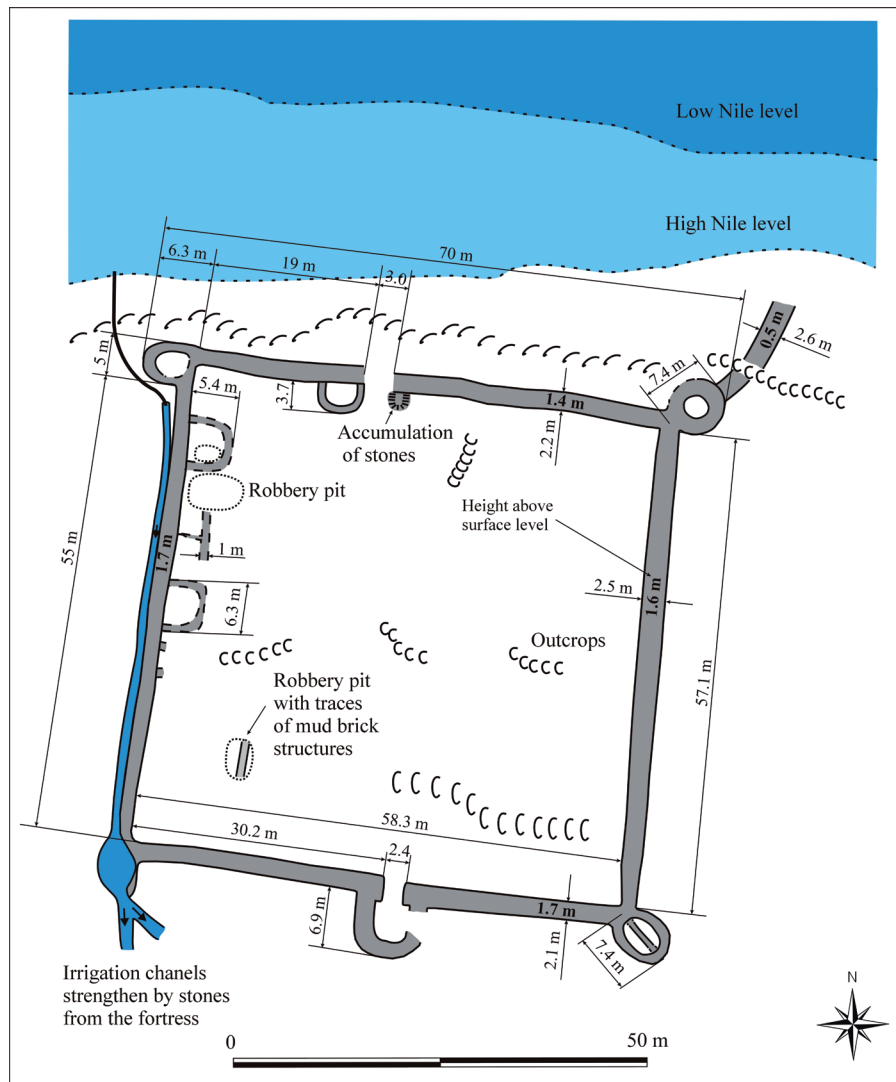 Low Nile level
High Nile level
70 m
6.3 m
19 m
3.0
0.5 m
2.6 m
5 m
5.4 m
3.7
7.4 m
1.4 m
2.2 m
Accumulation
of stones
Robbery pit
Height above
surface level
1.7 m
1 m
55 m
2.5 m
1.6 m
6.3 m
Outcrops
57.1 m
Robbery pit
with traces
of mud brick
structures
58.3 m
30.2 m
2.4
6.9 m
1.7 m
2.1 m
7.4 m
Irrigation chanels
strengthen by stones
from the fortress
N
0
50 m